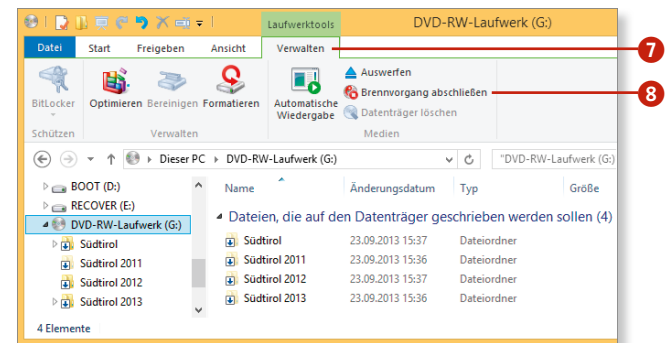 Laufwerktools DVD-RW-Laufwerk (G:)
Datei Start Freigeben Ansicht Verwalten 7
BitLocker Optimieren Bereinigen Formatieren Automatische Wiedergabe
Auswerfen
Brennvorgang abschließen 8
Datenträger löschen
Schützen Verwalten Medien
Dieser PC DVD-RW-Laufwerk (G:) "DVD-RW-Laufwerk (G:)
BOOT (D:)
RECOVER (E:)
DVD-RW-Laufwerk (G:)
Südtirol
Südtirol 2011
Südtirol 2012
Südtirol 2013
Name Änderungsdatum Typ Größe
Dateien, die auf den Datenträger geschrieben werden sollen (4)
Südtirol 23.09.2013 15:37 Dateiordner
Südtirol 2011 23.09.2013 15:36 Dateiordner
Südtirol 2012 23.09.2013 15:37 Dateiordner
Südtirol 2013 23.09.2013 15:36 Dateiordner
4 Elemente